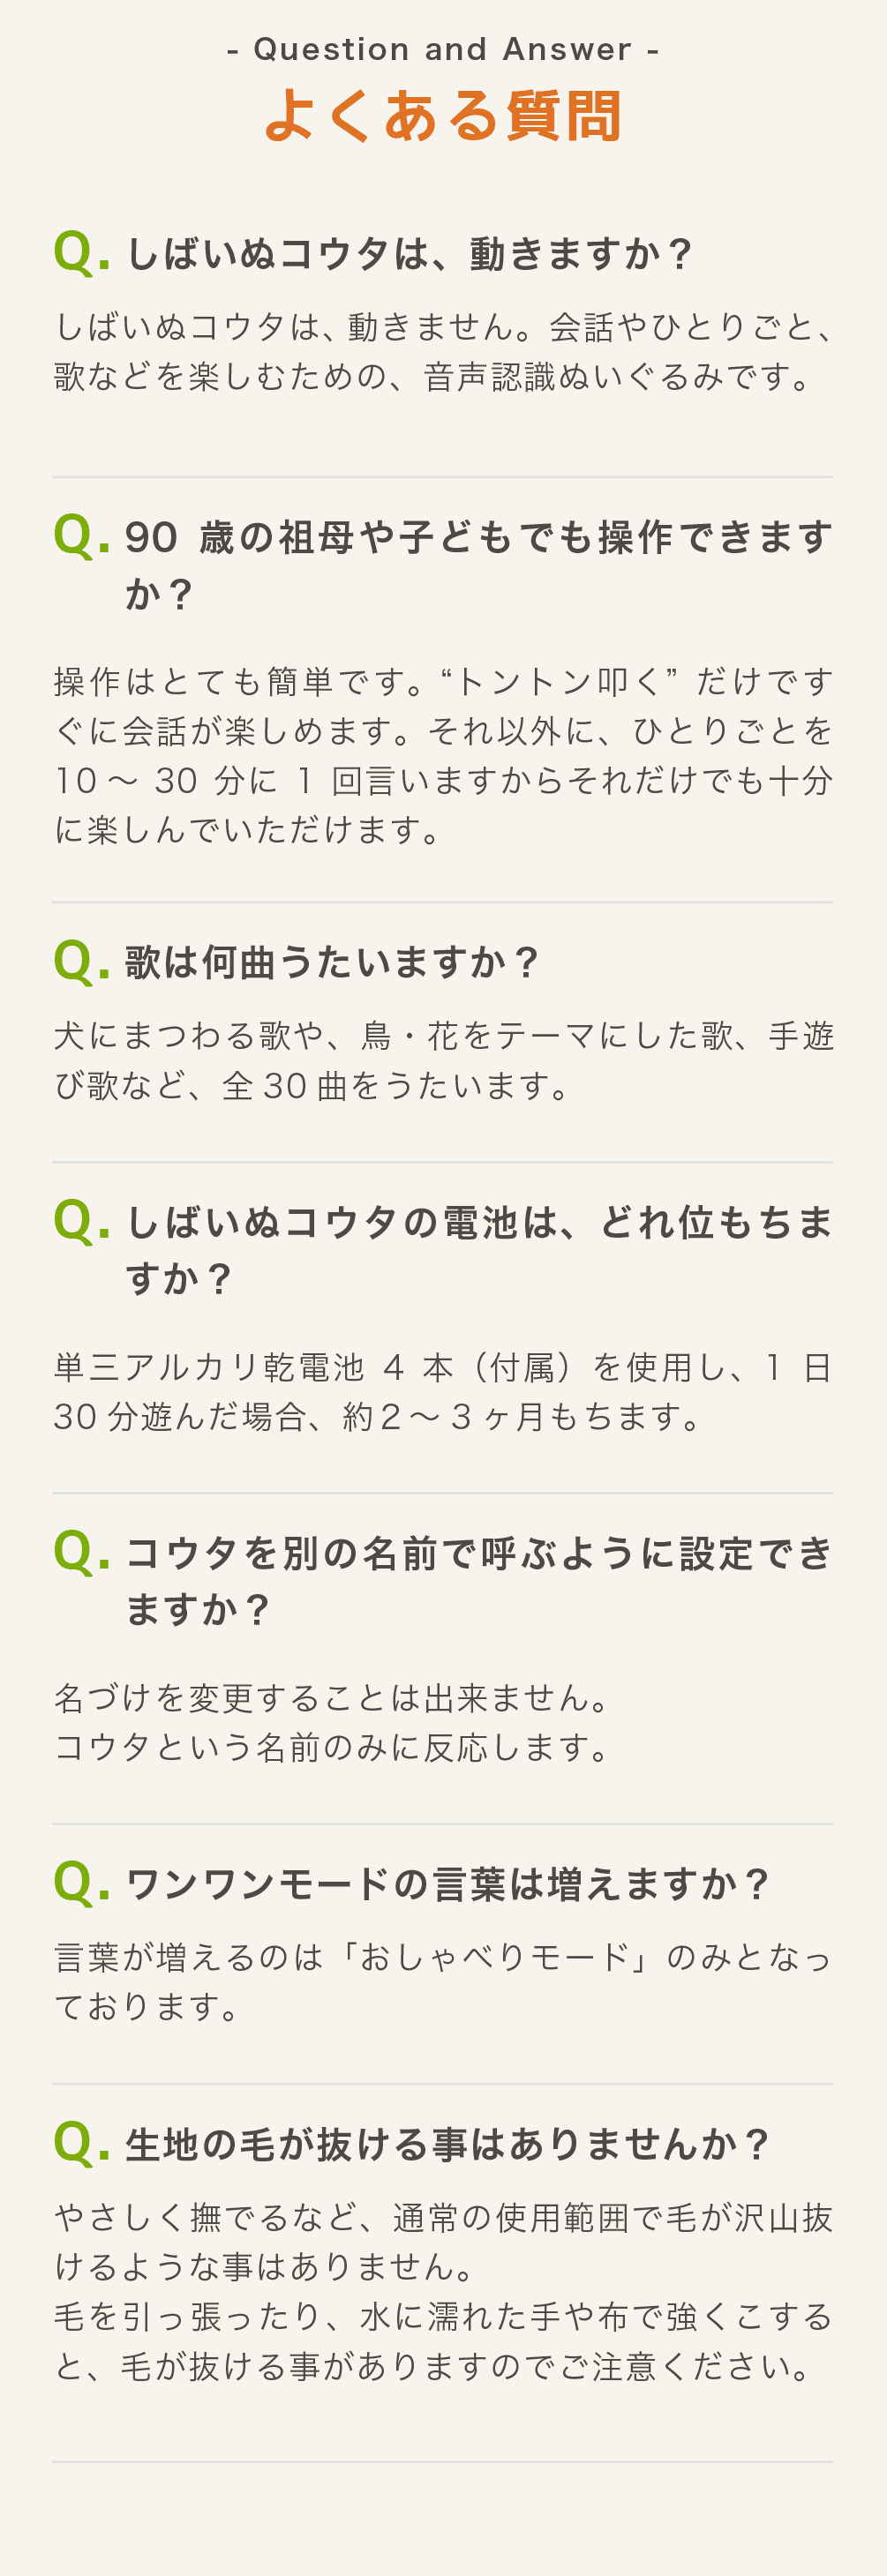 - Question and Answer -
よくある質問
Q. しばいぬコウタは、動きますか？
しばいぬコウタは、動きません。会話やひとりごと、
歌などを楽しむための、音声認識ぬいぐるみです。
Q. 90 歳の祖母や子どもでも操作できます
か？
操作はとても簡単です。“トントン叩く” だけです
ぐに会話が楽しめます。それ以外に、ひとりごとを
10 〜 30 分に 1 回言いますからそれだけでも十分
に楽しんでいただけます。
Q. 歌は何曲うたいますか？
犬にまつわる歌や、鳥・花をテーマにした歌、手遊
び歌など、全 30 曲をうたいます。
Q. しばいぬコウタの電池は、どれ位もちま
すか？
単三アルカリ乾電池 4 本（付属）を使用し、1 日
30 分遊んだ場合、約２〜 3 ヶ月もちます。
Q. コウタを別の名前で呼ぶように設定でき
ますか？
名づけを変更することは出来ません。
コウタという名前のみに反応します。
Q. ワンワンモードの言葉は増えますか？
言葉が増えるのは「おしゃべりモード」のみとなっ
ております。
Q. 生地の毛が抜ける事はありませんか？
やさしく撫でるなど、通常の使用範囲で毛が沢山抜
けるような事はありません。
毛を引っ張ったり、水に濡れた手や布で強くこする
と、毛が抜ける事がありますのでご注意ください。